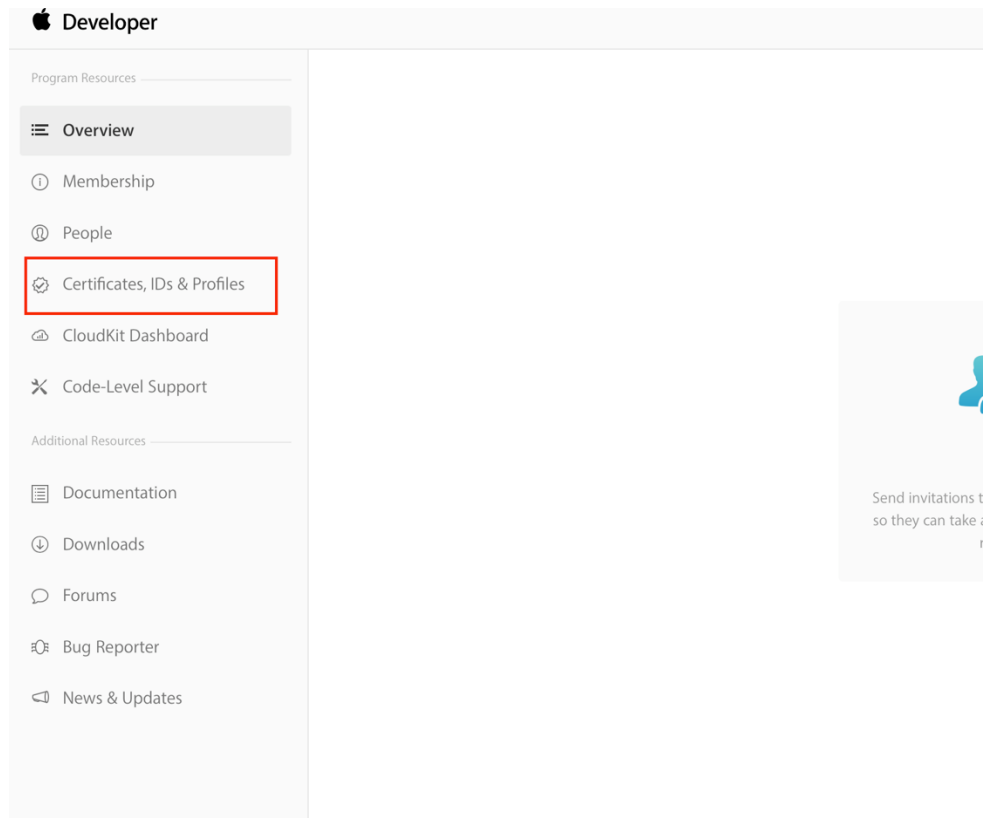 Developer
Program Resources
Overview
Membership
People
Certificates, IDs & Profiles
CloudKit Dashboard
Code-Level Support
Additional Resources
Documentation
Downloads
Forums
Bug Reporter
News & Updates
Send invitations t
so they can take